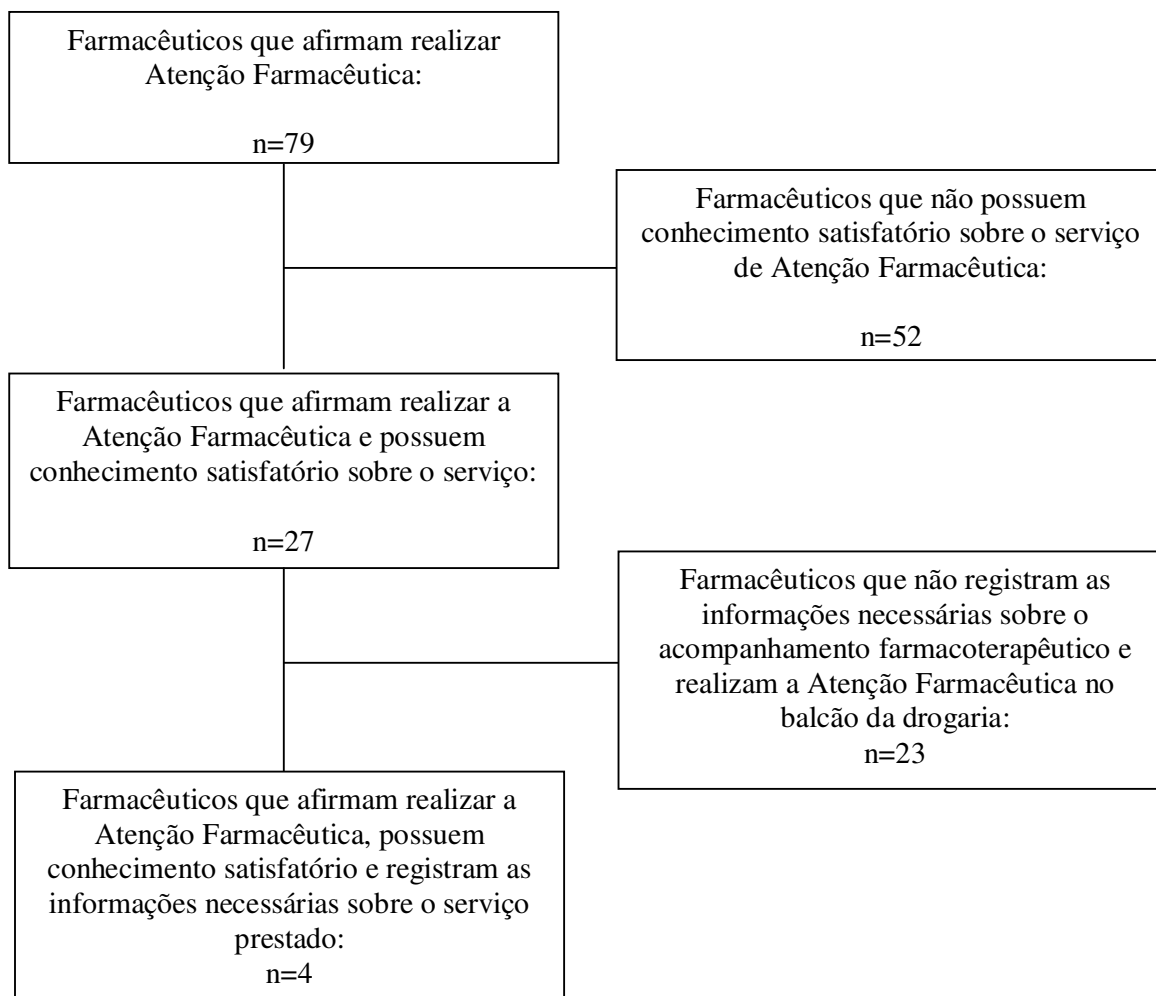 Farmacêuticos que afirmam realizar
Atenção Farmacêutica:
n=79
Farmacêuticos que não possuem
conhecimento satisfatório sobre o serviço
de Atenção Farmacêutica:
n=52
Farmacêuticos que afirmam realizar a
Atenção Farmacêutica e possuem
conhecimento satisfatório sobre o serviço:
n=27
Farmacêuticos que não registram as
informações necessárias sobre o
acompanhamento farmacoterapêutico e
realizam a Atenção Farmacêutica no
balcão da drogaria:
n=23
Farmacêuticos que afirmam realizar a
Atenção Farmacêutica, possuem
conhecimento satisfatório e registram as
informações necessárias sobre o serviço
prestado:
n=4